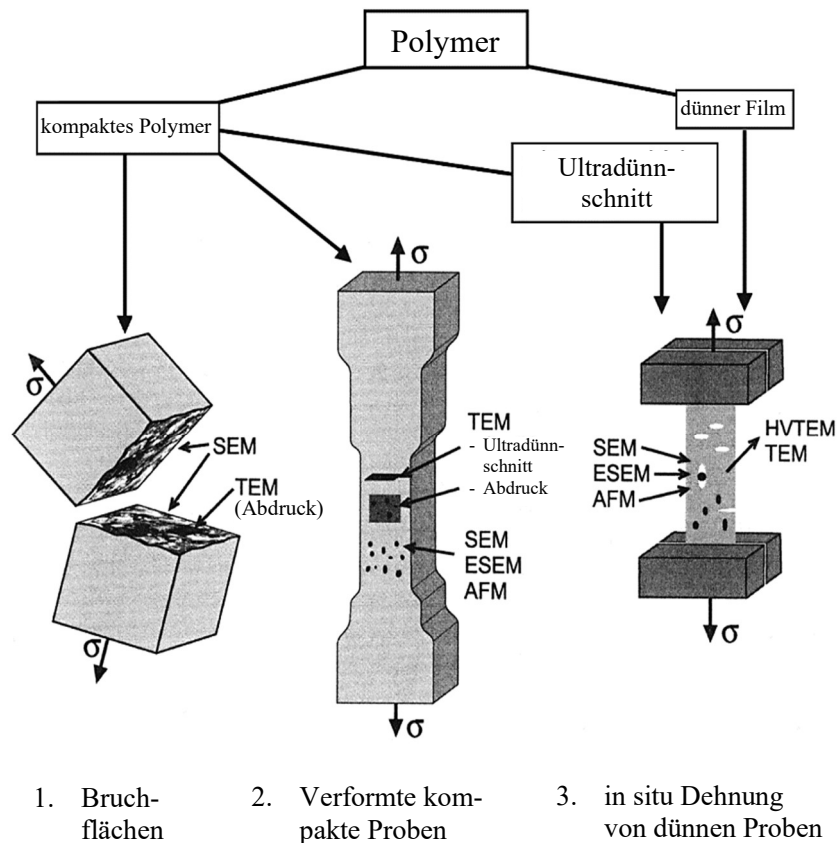 Polymer
kompaktes Polymer
dünner Film
Ultradünn-
schnitt
σ
σ
σ
SEM
TEM
(Abdruck)
σ
TEM
- Ultradünn-
schnitt
- Abdruck
SEM
ESEM
AFM
σ
SEM
ESEM
AFM
HVTEM
TEM
σ
σ
1. Bruch-
flächen
2. Verformte kom-
pakte Proben
3. in situ Dehnung
von dünnen Proben